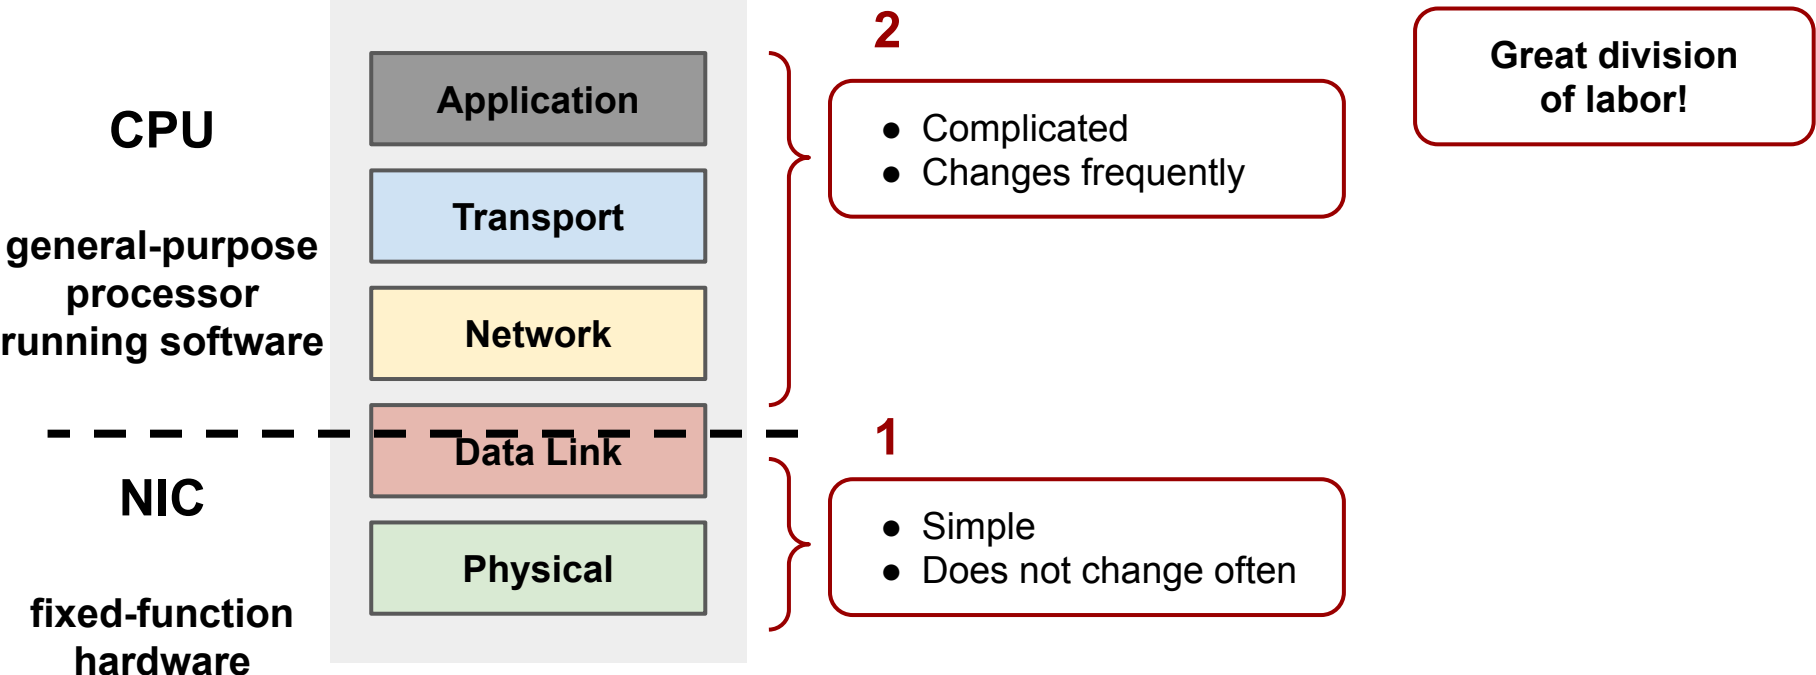 CPU
general-purpose
processor
running software
NIC
fixed-function
hardware
Application
Transport
Network
Data Link
Physical
2
● Complicated
● Changes frequently
1
● Simple
● Does not change often
Great division
of labor!